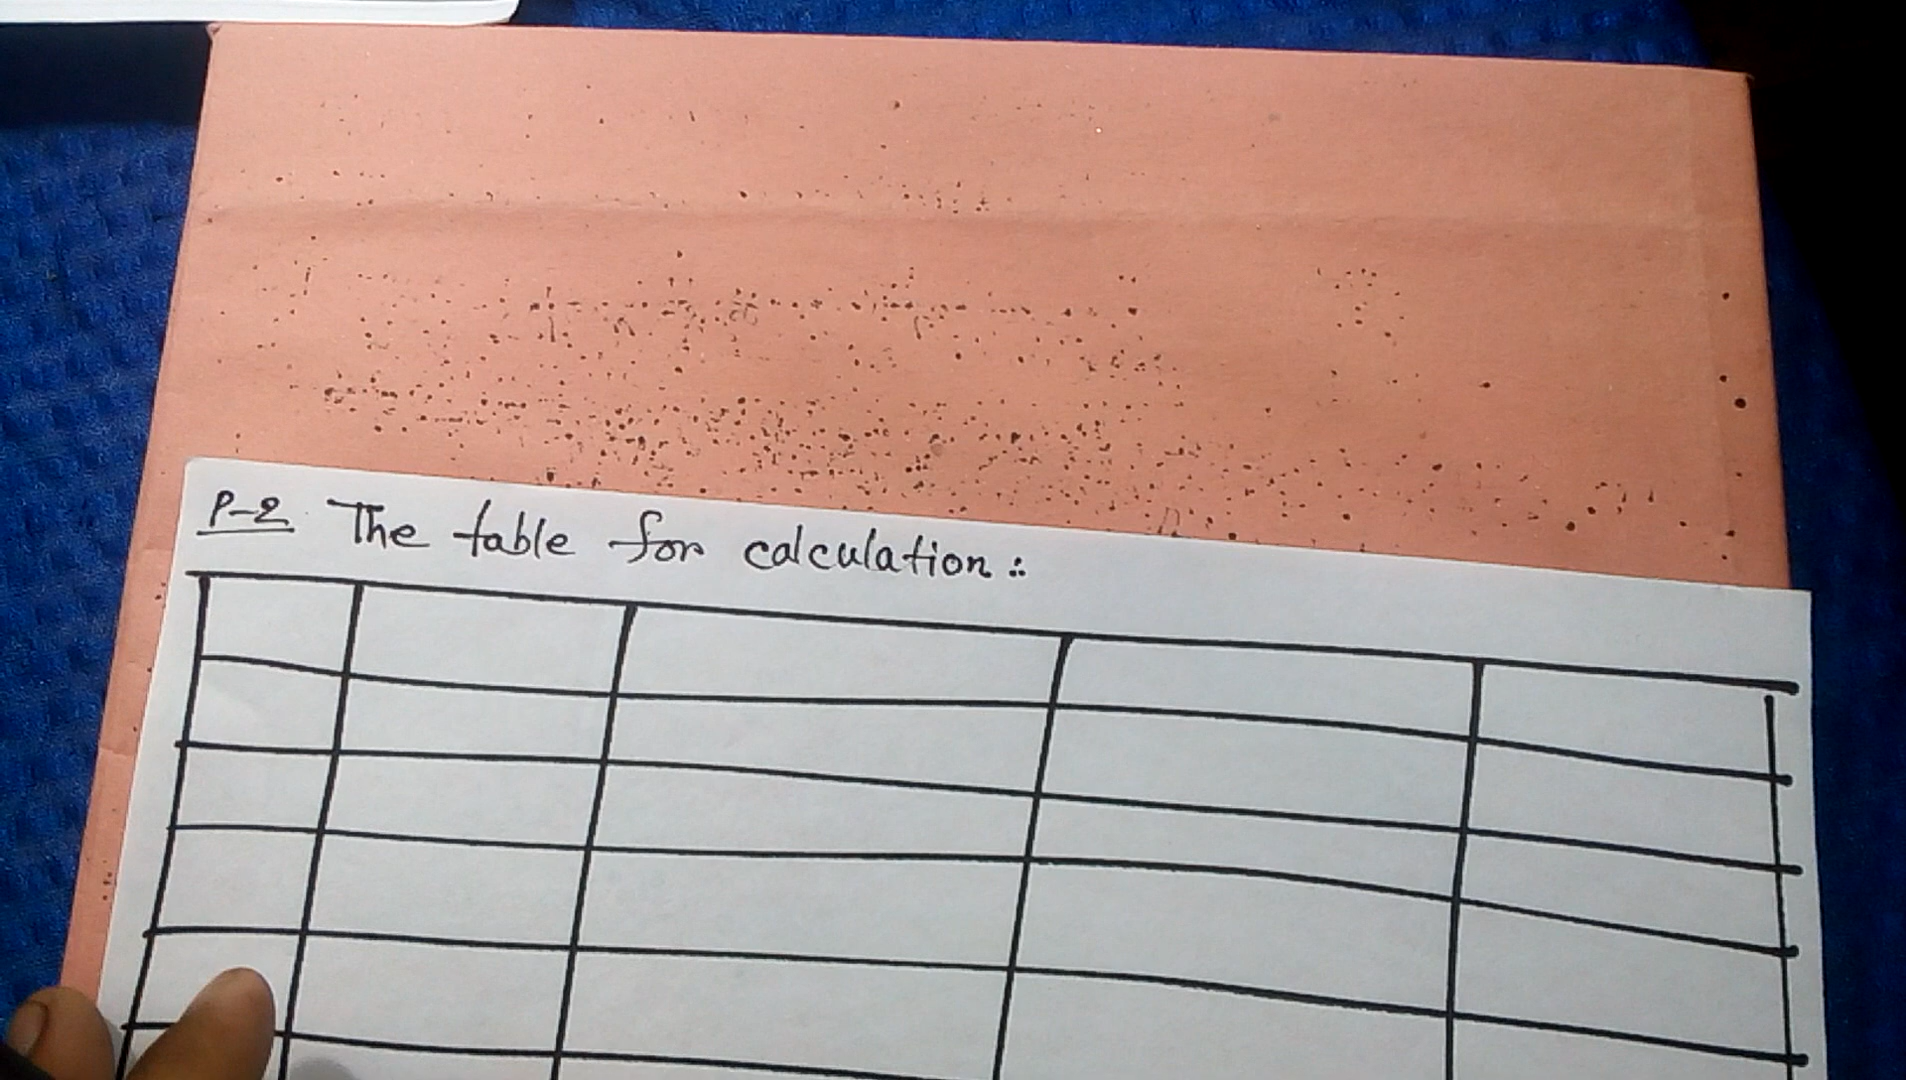 P-2 The table for calculation :